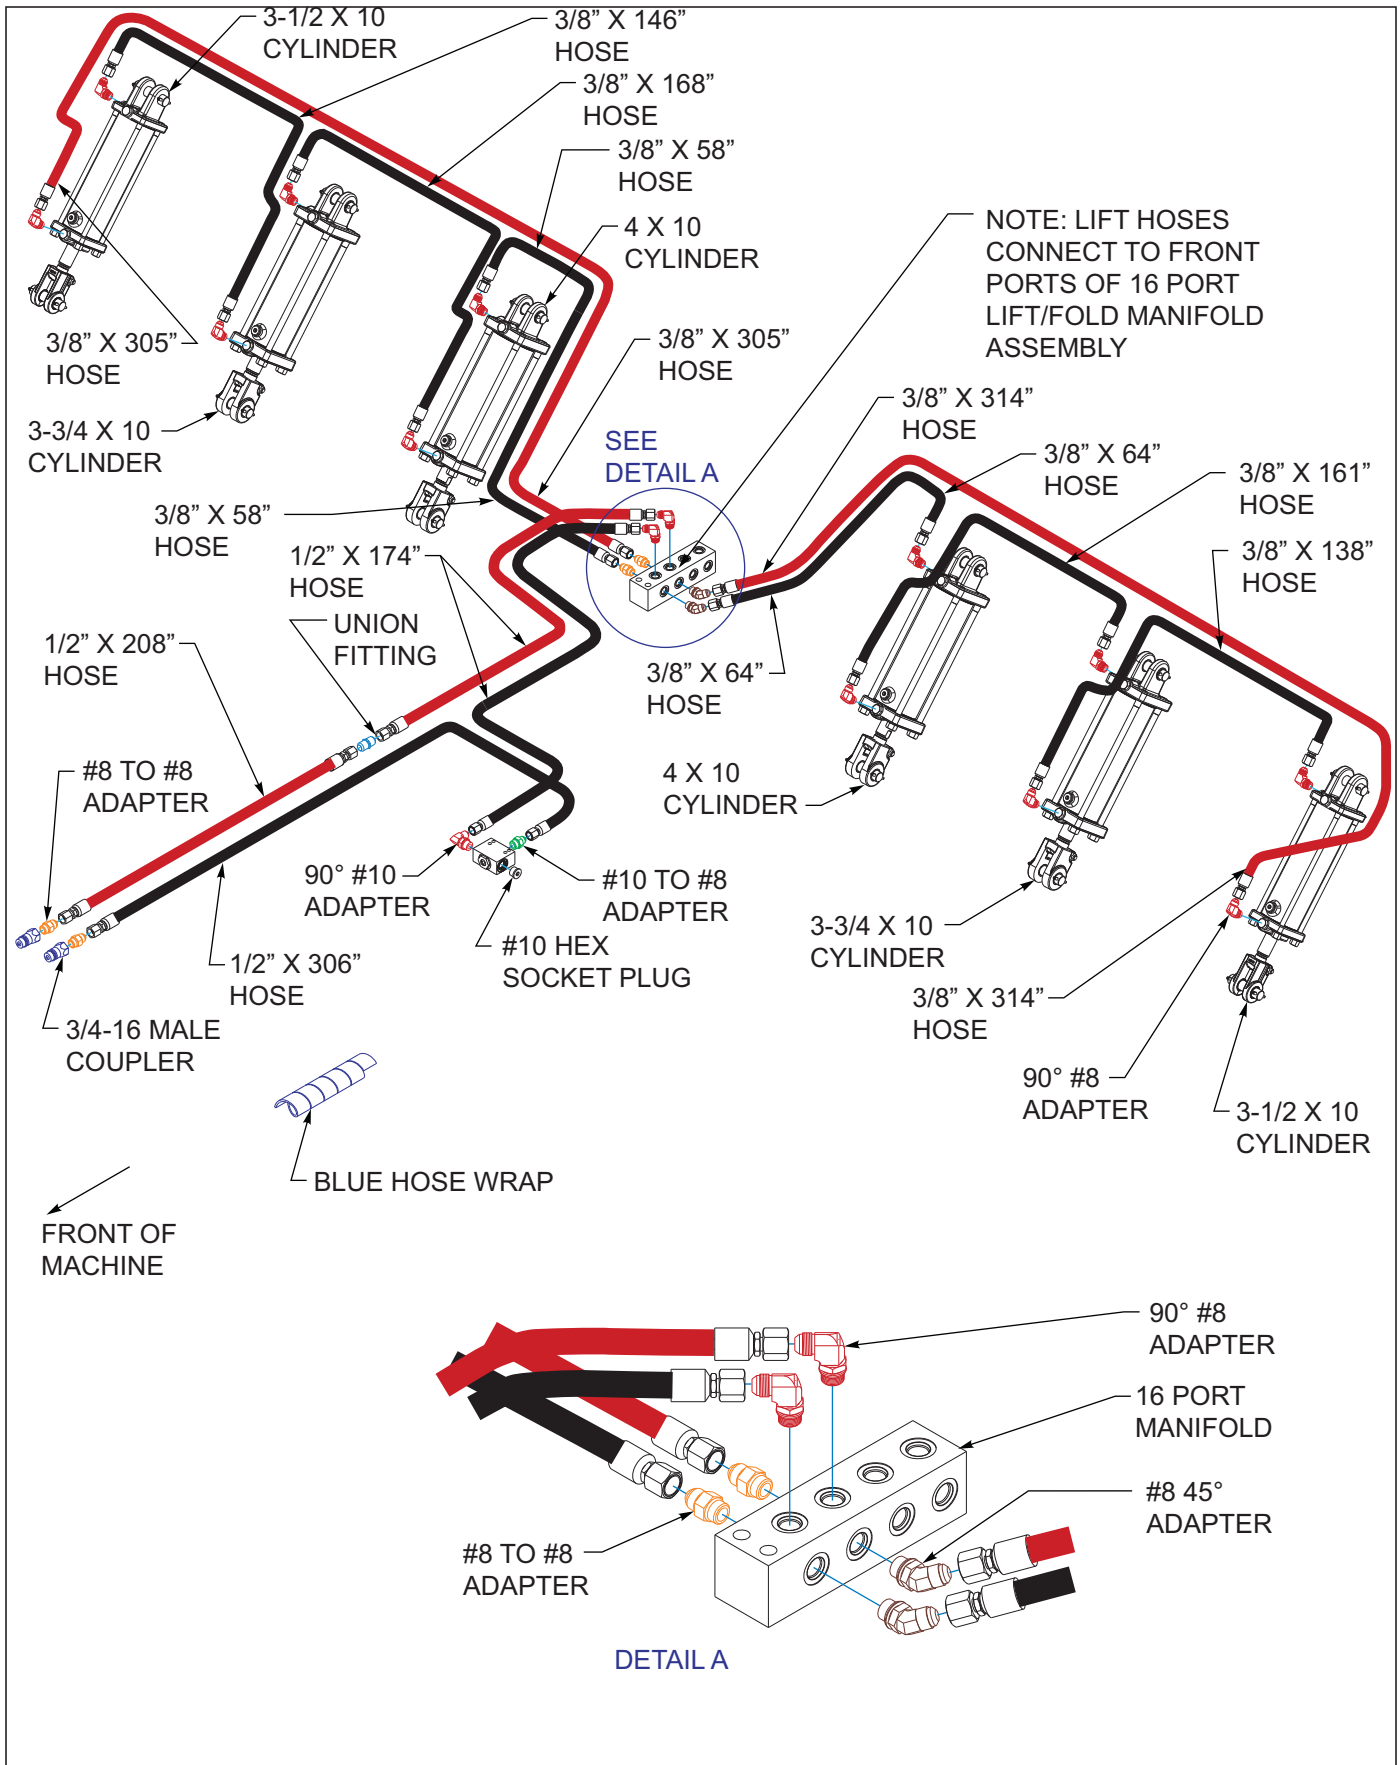 3-1/2 X 10
CYLINDER
3/8” X 146”
HOSE
3/8” X 168”
HOSE
3/8” X 58”
HOSE
4 X 10
CYLINDER
NOTE: LIFT HOSES
CONNECT TO FRONT
PORTS OF 16 PORT
LIFT/FOLD MANIFOLD
ASSEMBLY
3/8” X 305”
HOSE
3/8” X 305”
HOSE
3-3/4 X 10
CYLINDER
SEE
DETAIL A
3/8” X 314”
HOSE
3/8” X 64”
HOSE
3/8” X 161”
HOSE
3/8” X 58”
HOSE
1/2” X 174”
HOSE
3/8” X 138”
HOSE
UNION
FITTING
1/2” X 208”
HOSE
3/8” X 64”
HOSE
#8 TO #8
ADAPTER
4 X 10
CYLINDER
90° #10
ADAPTER
#10 TO #8
ADAPTER
#10 HEX
SOCKET PLUG
3-3/4 X 10
CYLINDER
1/2” X 306”
HOSE
3/8” X 314”
HOSE
3/4-16 MALE
COUPLER
90° #8
ADAPTER
3-1/2 X 10
CYLINDER
BLUE HOSE WRAP
FRONT OF
MACHINE
90° #8
ADAPTER
16 PORT
MANIFOLD
#8 45°
ADAPTER
#8 TO #8
ADAPTER
DETAIL A